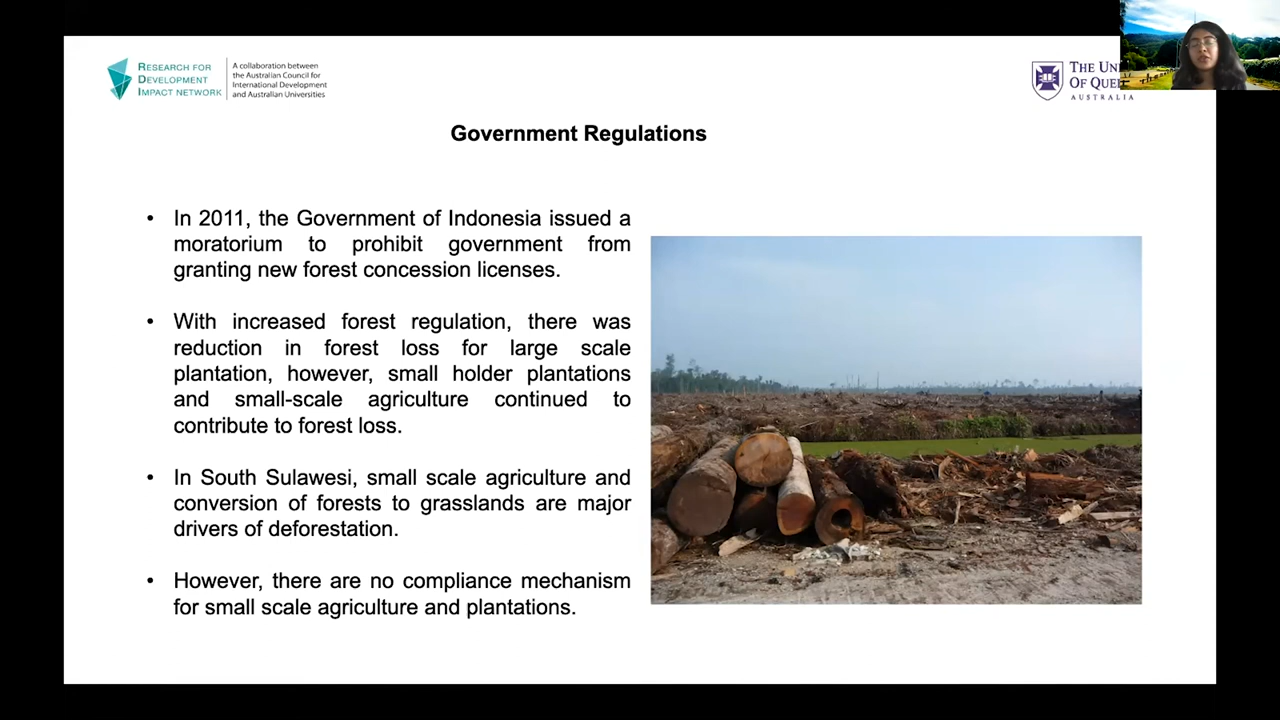 RESEARCH FOR
DEVELOPMENT
IMPACT NETWORK
A collaboration between
the Australian Council for
International Development
and Australian Universities
THE
OF
AUSTRALIA
Government Regulations
• In 2011, the Government of Indonesia issued a
moratorium to prohibit government from
granting new forest concession licenses.
• With increased forest regulation, there was
reduction in forest loss for large scale
plantation, however, small holder plantations
and small-scale agriculture continued to
contribute to forest loss.
• In South Sulawesi, small scale agriculture and
conversion of forests to grasslands are major
drivers of deforestation.
• However, there are no compliance mechanism
for small scale agriculture and plantations.